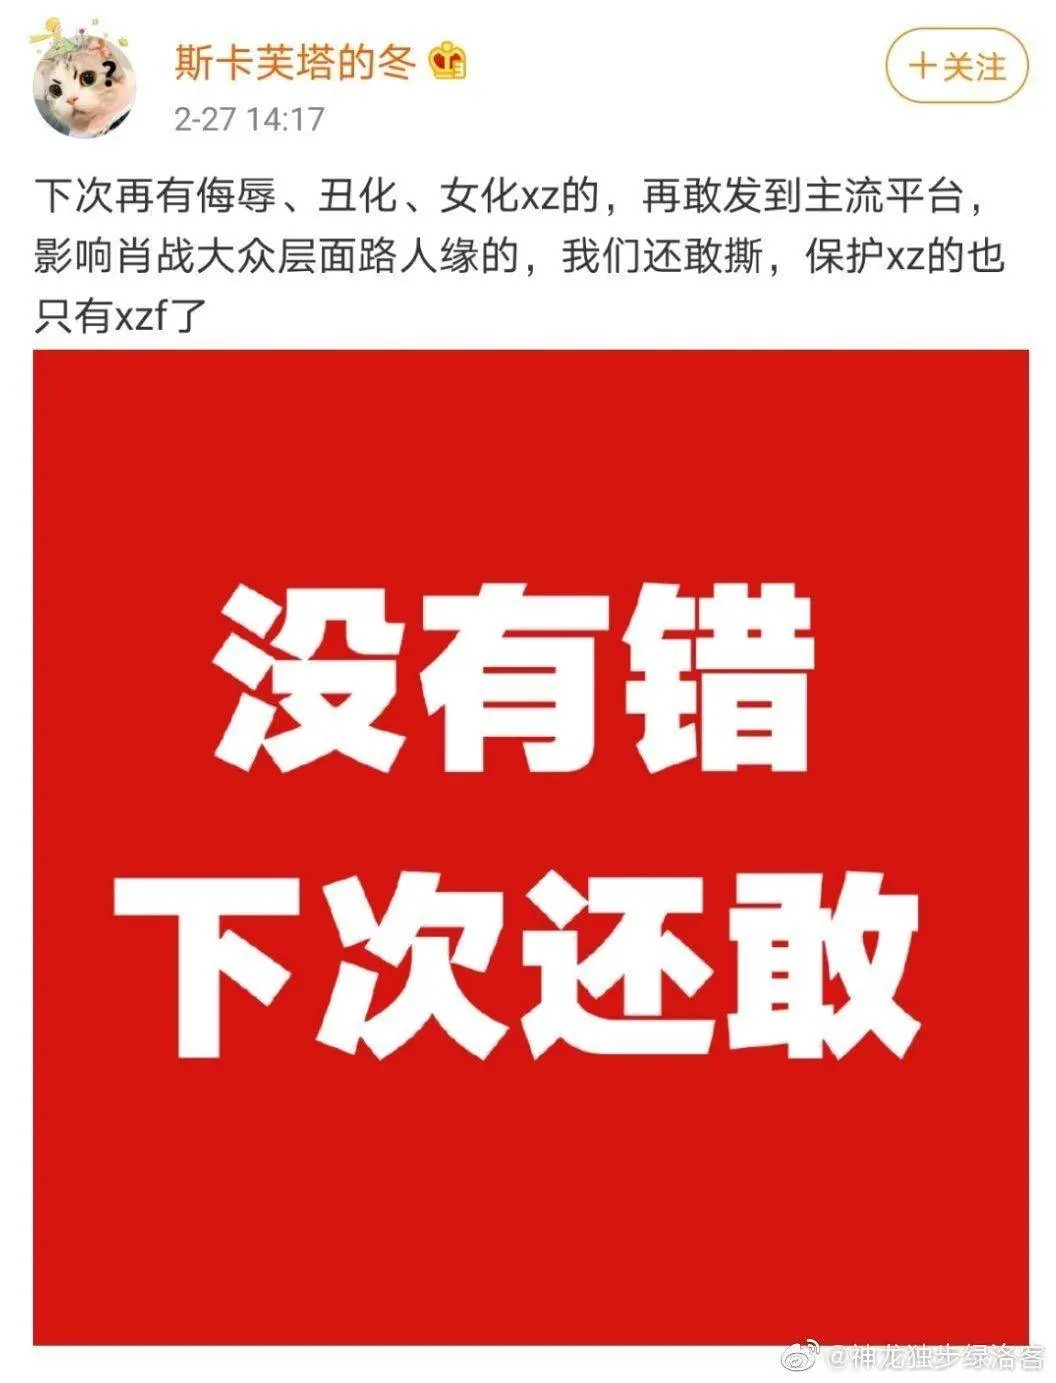 斯卡芙塔的冬
2-27 14:17
+关注
下次再有侮辱、丑化、女化xz的，再敢发到主流平台，
影响肖战大众层面路人缘的，我们还敢撕，保护xz的也
只有xzf了
没有错
下次还敢
@神龙独步绿洛客